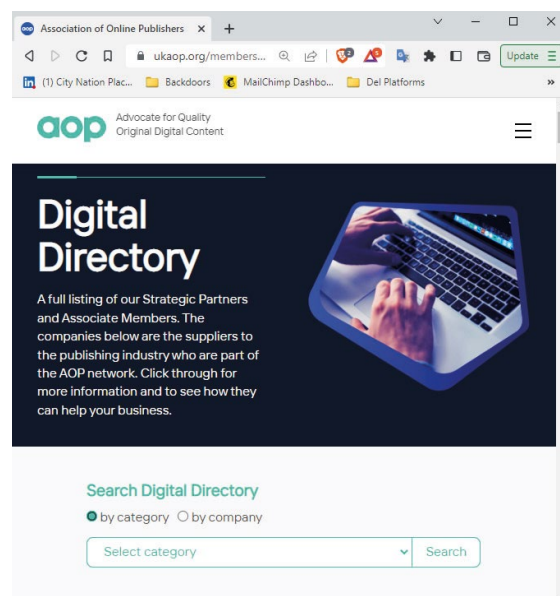 Association of Online Publishers
ukaop.org/members...
Update
(1) City Nation Plac...
Backdoors
MailChimp Dashbo...
Del Platforms
»
aop
Advocate for Quality
Original Digital Content
Digital
Directory
A full listing of our Strategic Partners
and Associate Members. The
companies below are the suppliers to
the publishing industry who are part of
the AOP network. Click through for
more information and to see how they
can help your business.
Search Digital Directory
by category by company
Select category Search